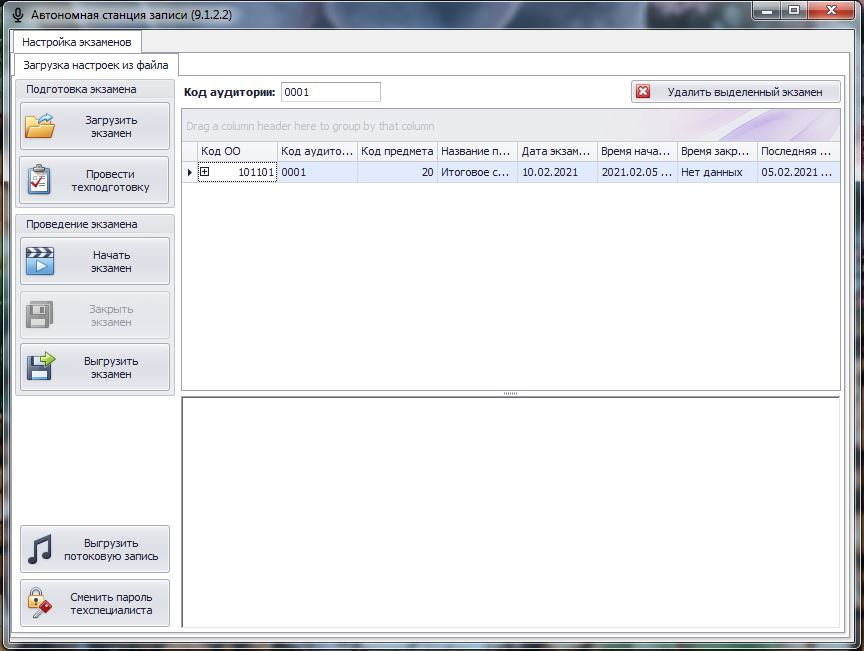 Автономная станция записи (9.1.2.2)
Настройка экзаменов
Загрузка настроек из файла
Подготовка экзамена
Загрузить
экзамен
Провести
техподготовку
Проведение экзамена
Начать
экзамен
Закрыть
экзамен
Выгрузить
экзамен
Выгрузить
потоковую запись
Сменить пароль
техспециалиста
Код аудитории: 0001
Удалить выделенный экзамен
Drag a column header here to group by that column
Код ОО Код аудито... Код предмета Название п... Дата экзам... Время нача... Время закр... Последняя ...
101101 0001 20 Итоговое с... 10.02.2021 2021.02.05 ... Нет данных 05.02.2021 ...